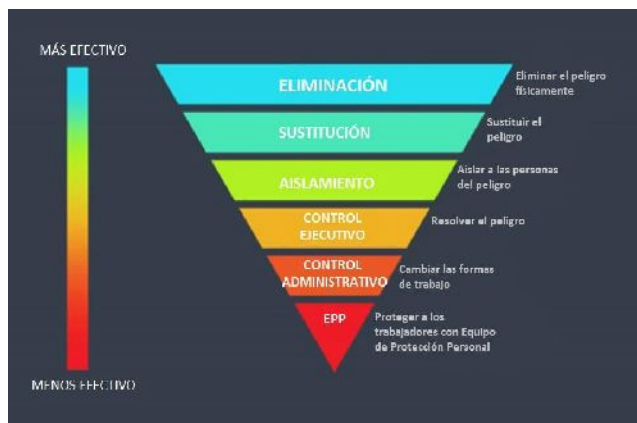 MÁS EFECTIVO
ELIMINACIÓN
Eliminar el peligro
físicamente
SUSTITUCIÓN
Sustituir el
peligro
AISLAMIENTO
Aislar a las personas
del peligro
CONTROL
EJECUTIVO
Resolver el peligro
CONTROL
ADMINISTRATIVO
Cambiar las formas
de trabajo
EPP
Proteger a los
trabajadores con Equipo
de Protección Personal
MENOS EFECTIVO